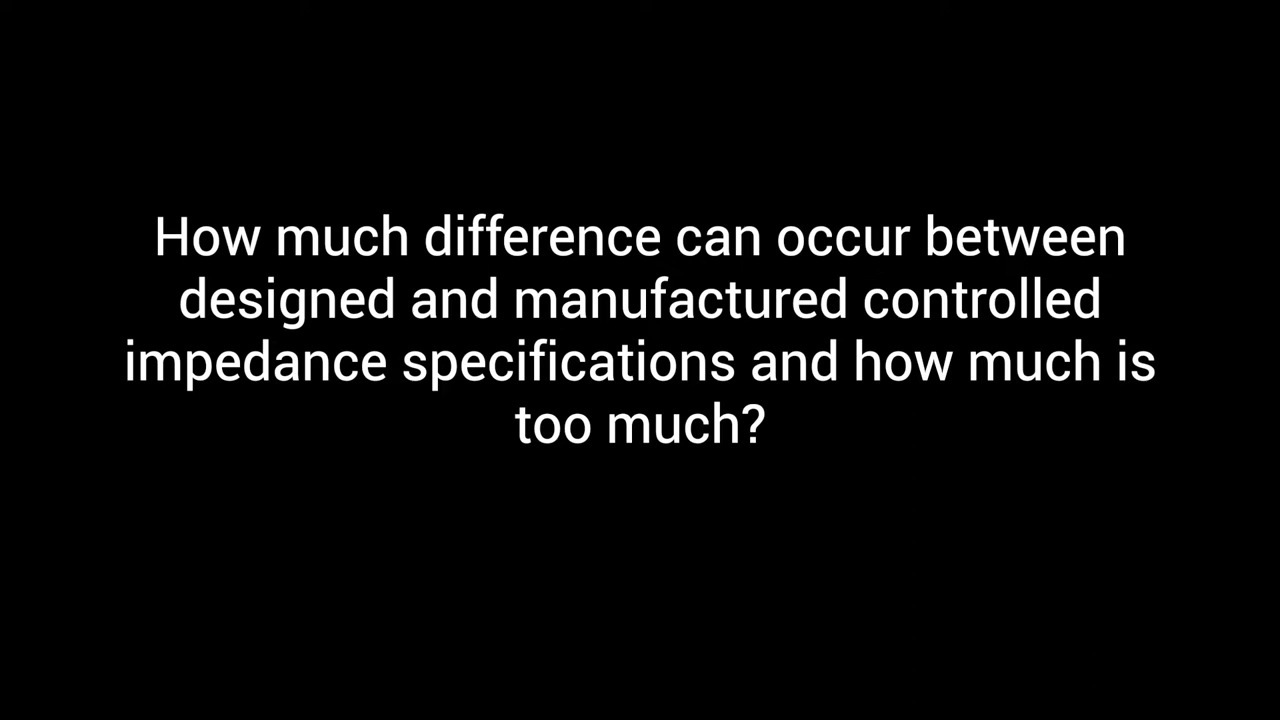 How much difference can occur between
designed and manufactured controlled
impedance specifications and how much is
too much?